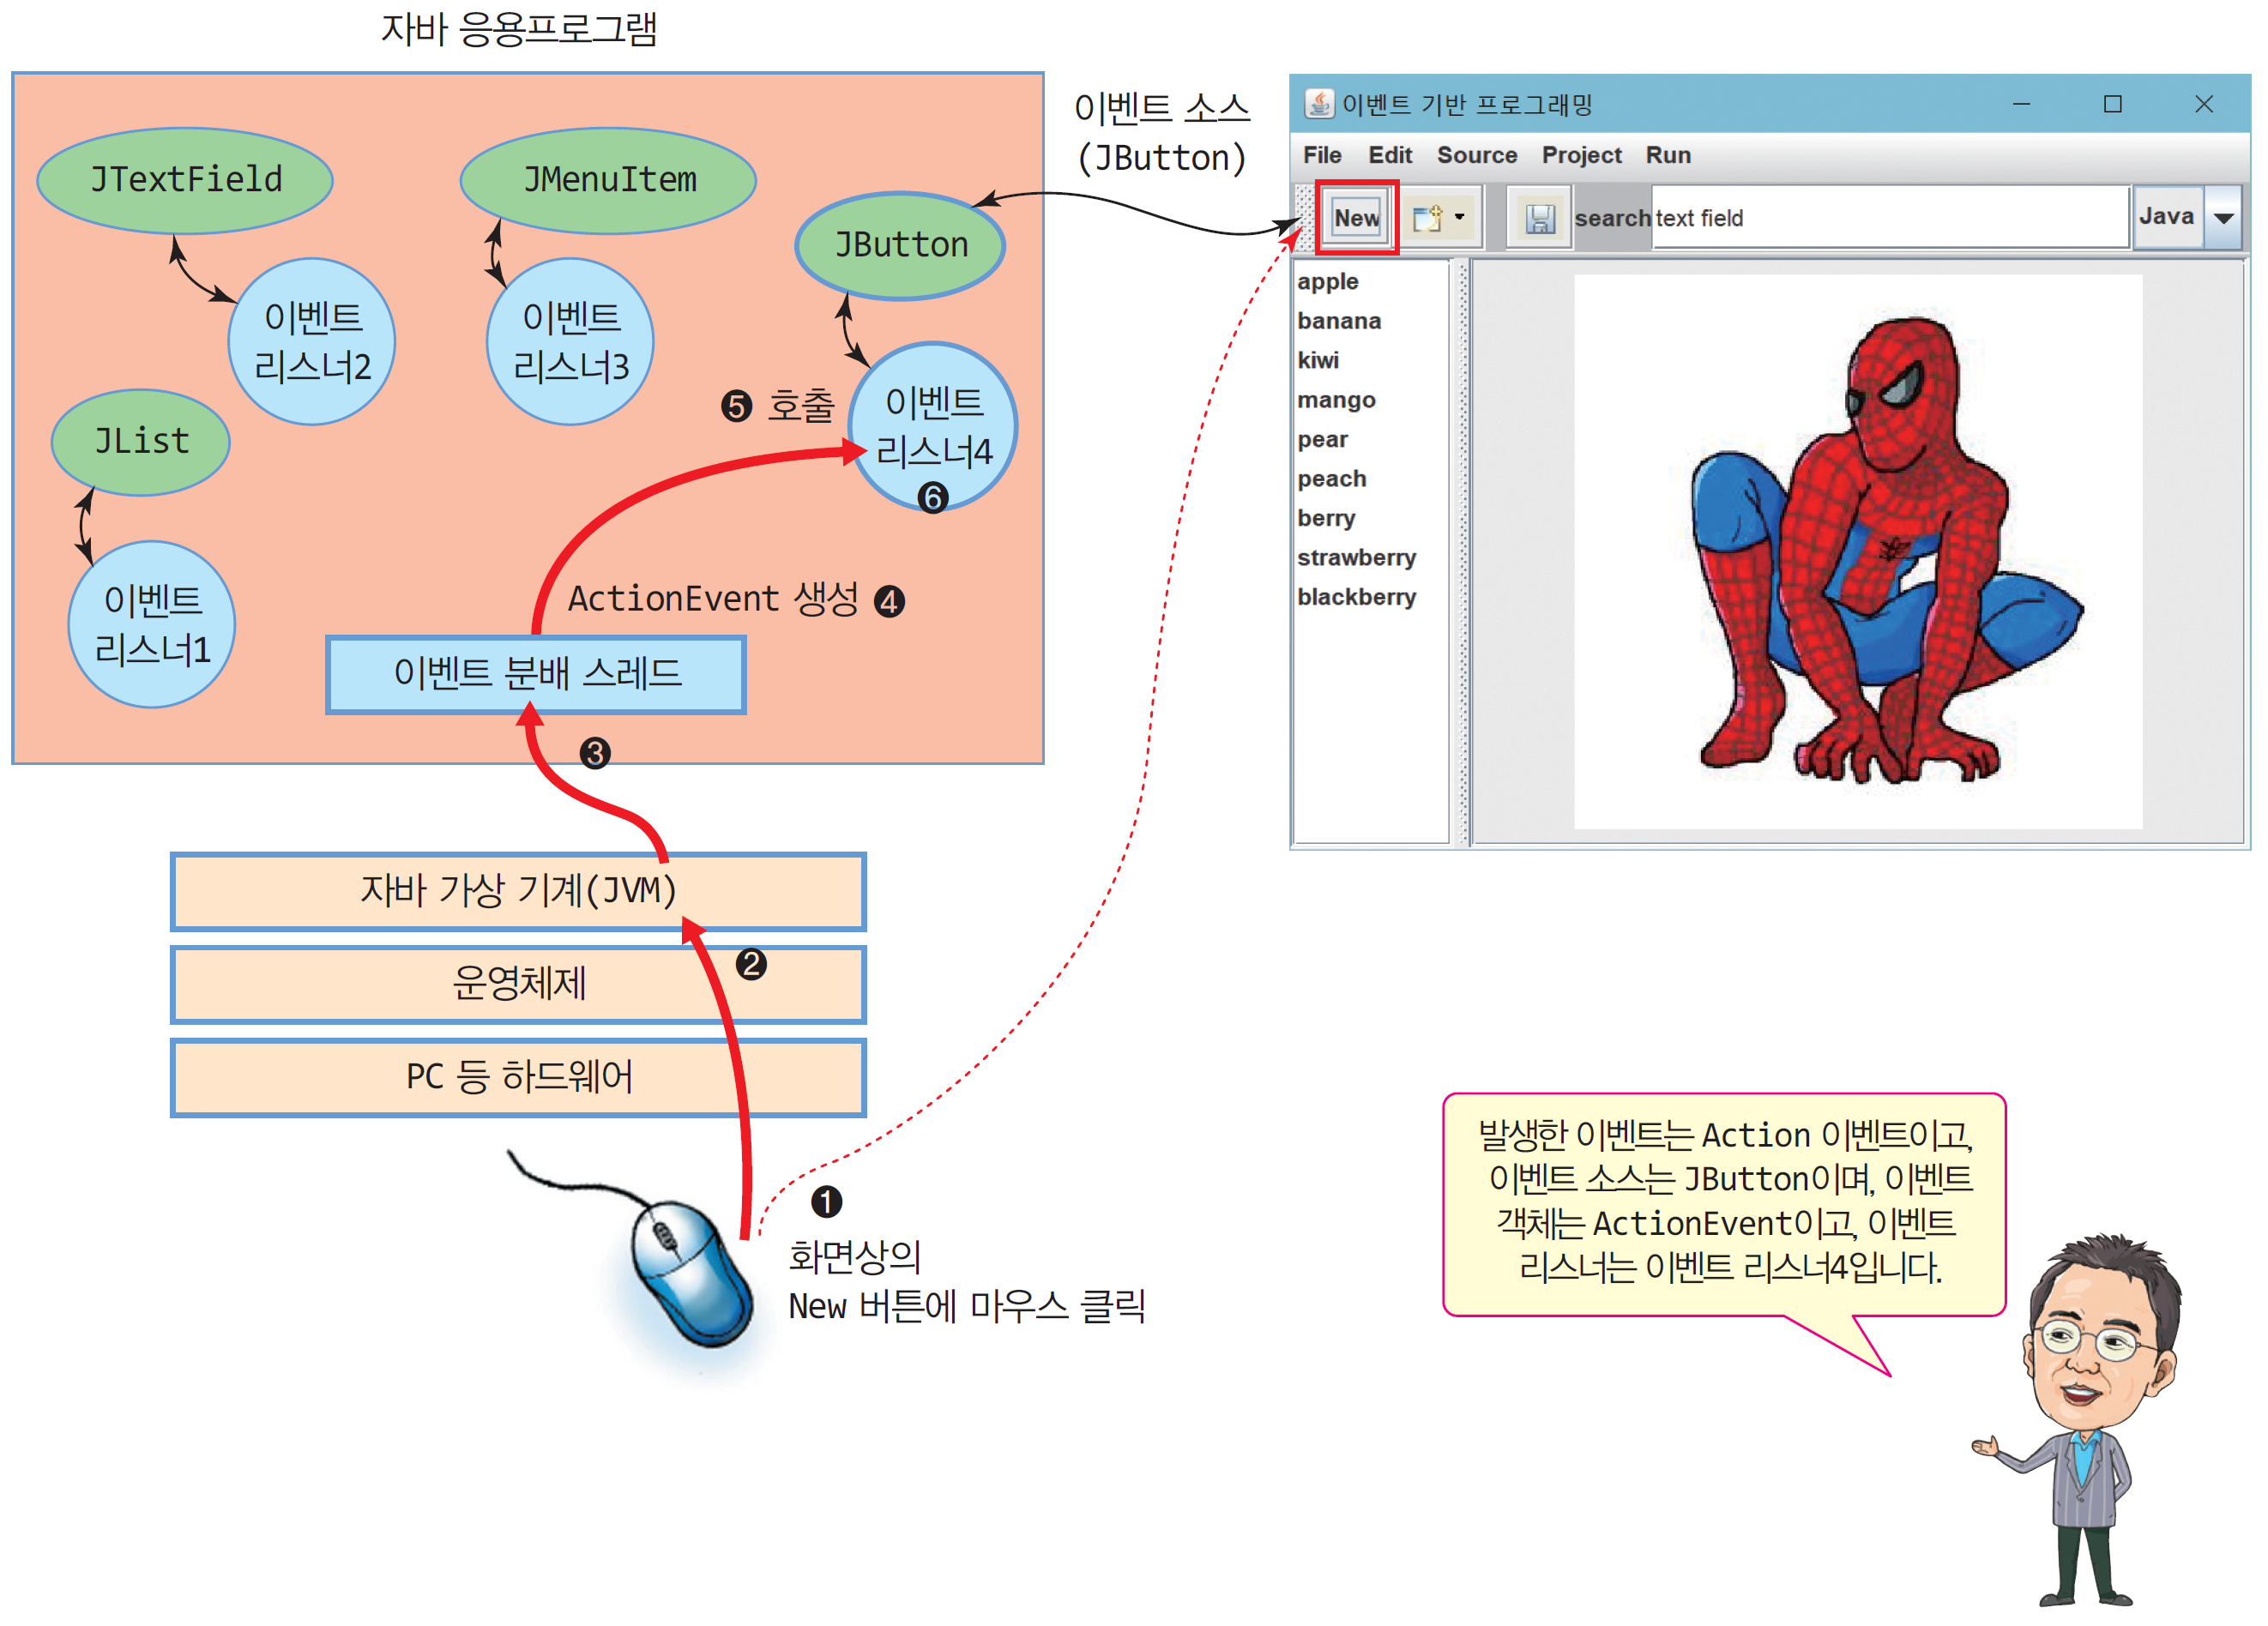 자바 응용프로그램
JTextField
JMenuItem
JButton
이벤트
리스너2
이벤트
리스너3
JList
❺ 호출
이벤트
리스너4
❻
이벤트
리스너1
ActionEvent 생성 ❹
이벤트 분배 스레드
❸
자바 가상 기계(JVM)
❷
운영체제
PC 등 하드웨어
❶
화면상의
New 버튼에 마우스 클릭
이벤트 소스
(JButton)
이벤트 기반 프로그래밍
File Edit Source Project Run
New search text field Java
apple
banana
kiwi
mango
pear
peach
berry
strawberry
blackberry
발생한 이벤트는 Action 이벤트이고,
이벤트 소스는 JButton이며, 이벤트
객체는 ActionEvent이고, 이벤트
리스너는 이벤트 리스너4입니다.